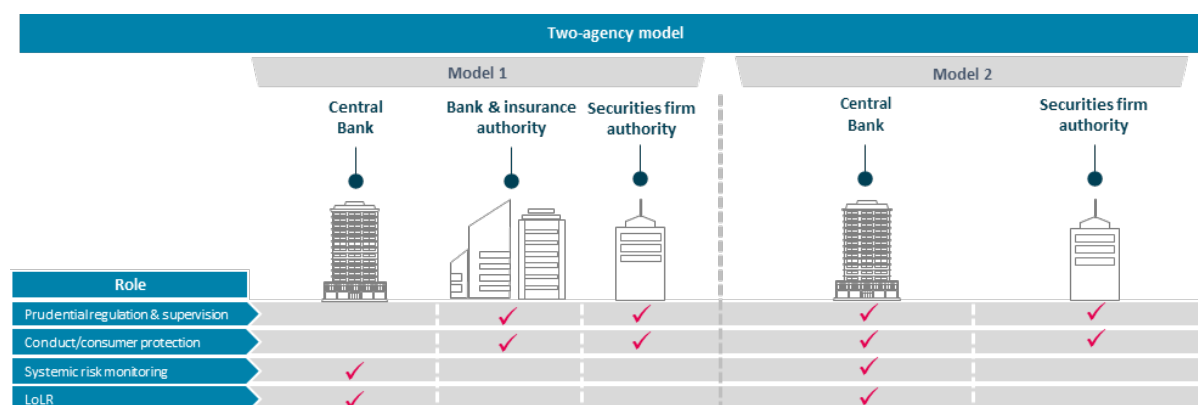 Two-agency model
Model 1
Model 2
Central
Bank
Bank & insurance
authority
Securities firm
authority
Central
Bank
Securities firm
authority
Role
Prudential regulation & supervision
Conduct/consumer protection
Systemic risk monitoring
LoLR